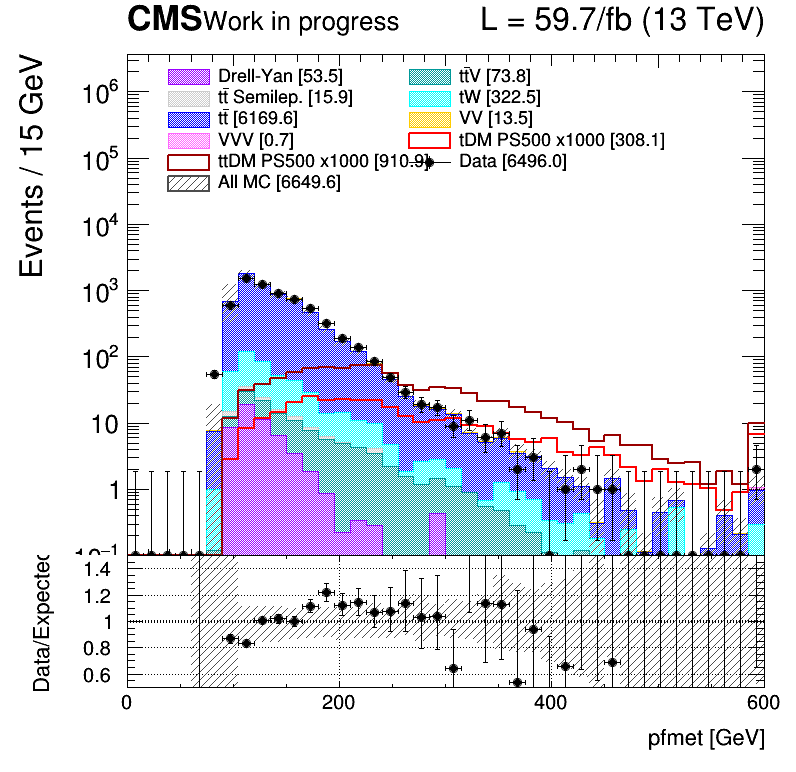 CMS Work in progress L = 59.7/fb (13 TeV)
Events / 15 GeV
Drell-Yan [53.5] tt̄V [73.8]
tt̄ Semilep. [15.9] tW [322.5]
tt̄ [6169.6] VV [13.5]
VVV [0.7] tDM PS500 x1000 [308.1]
ttDM PS500 x1000 [910.9] Data [6496.0]
All MC [6649.6]
10⁶
10⁵
10⁴
10³
10²
10
1
10⁻¹
Data/Expected
1.4
1.2
1
0.8
0.6
0 200 400 600
pfmet [GeV]